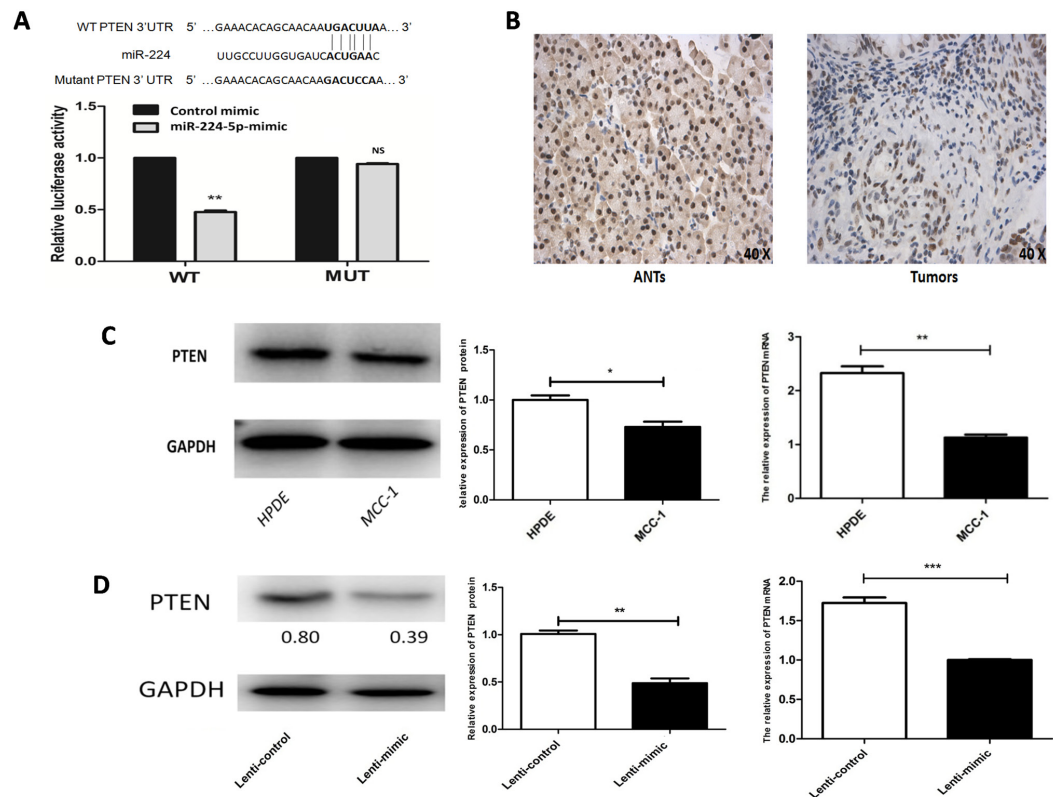 A
WT PTEN 3'UTR 5' …GAAACACAGCAACAAUGACUUAA… 3'
miR-224 UUGCCUUGGUGAUCACUGAAC
Mutant PTEN 3' UTR 5' …GAAACACAGCAACAAGACUCCAA… 3'
Relative luciferase activity
1.5
1.0
0.5
0.0
Control mimic
miR-224-5p-mimic
**
NS
WT
MUT
B
40 X
ANTs
40 X
Tumors
C
PTEN
GAPDH
HPDE
MCC-1
Relative expression of PTEN protein
1.5
1.0
0.5
0.0
*
HPDE
MCC-1
The relative expression of PTEN mRNA
3
2
1
0
**
HPDE
MCC-1
D
PTEN
0.80 0.39
GAPDH
Lenti-control
Lenti-mimic
Relative expression of PTEN protein
1.5
1.0
0.5
0.0
**
Lenti-control
Lenti-mimic
The relative expression of PTEN mRNA
2.0
1.5
1.0
0.5
0.0
***
Lenti-control
Lenti-mimic